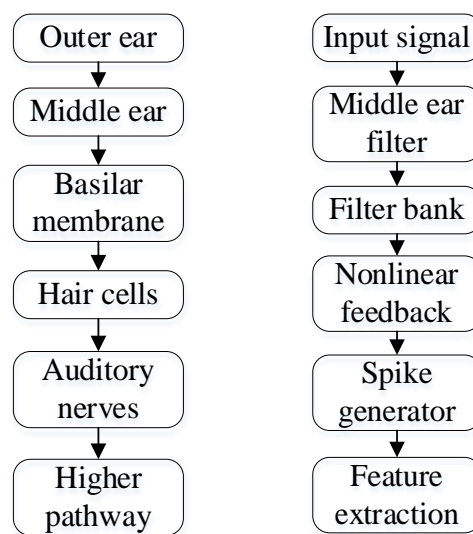 Outer ear
Middle ear
Basilar
membrane
Hair cells
Auditory
nerves
Higher
pathway
Input signal
Middle ear
filter
Filter bank
Nonlinear
feedback
Spike
generator
Feature
extraction